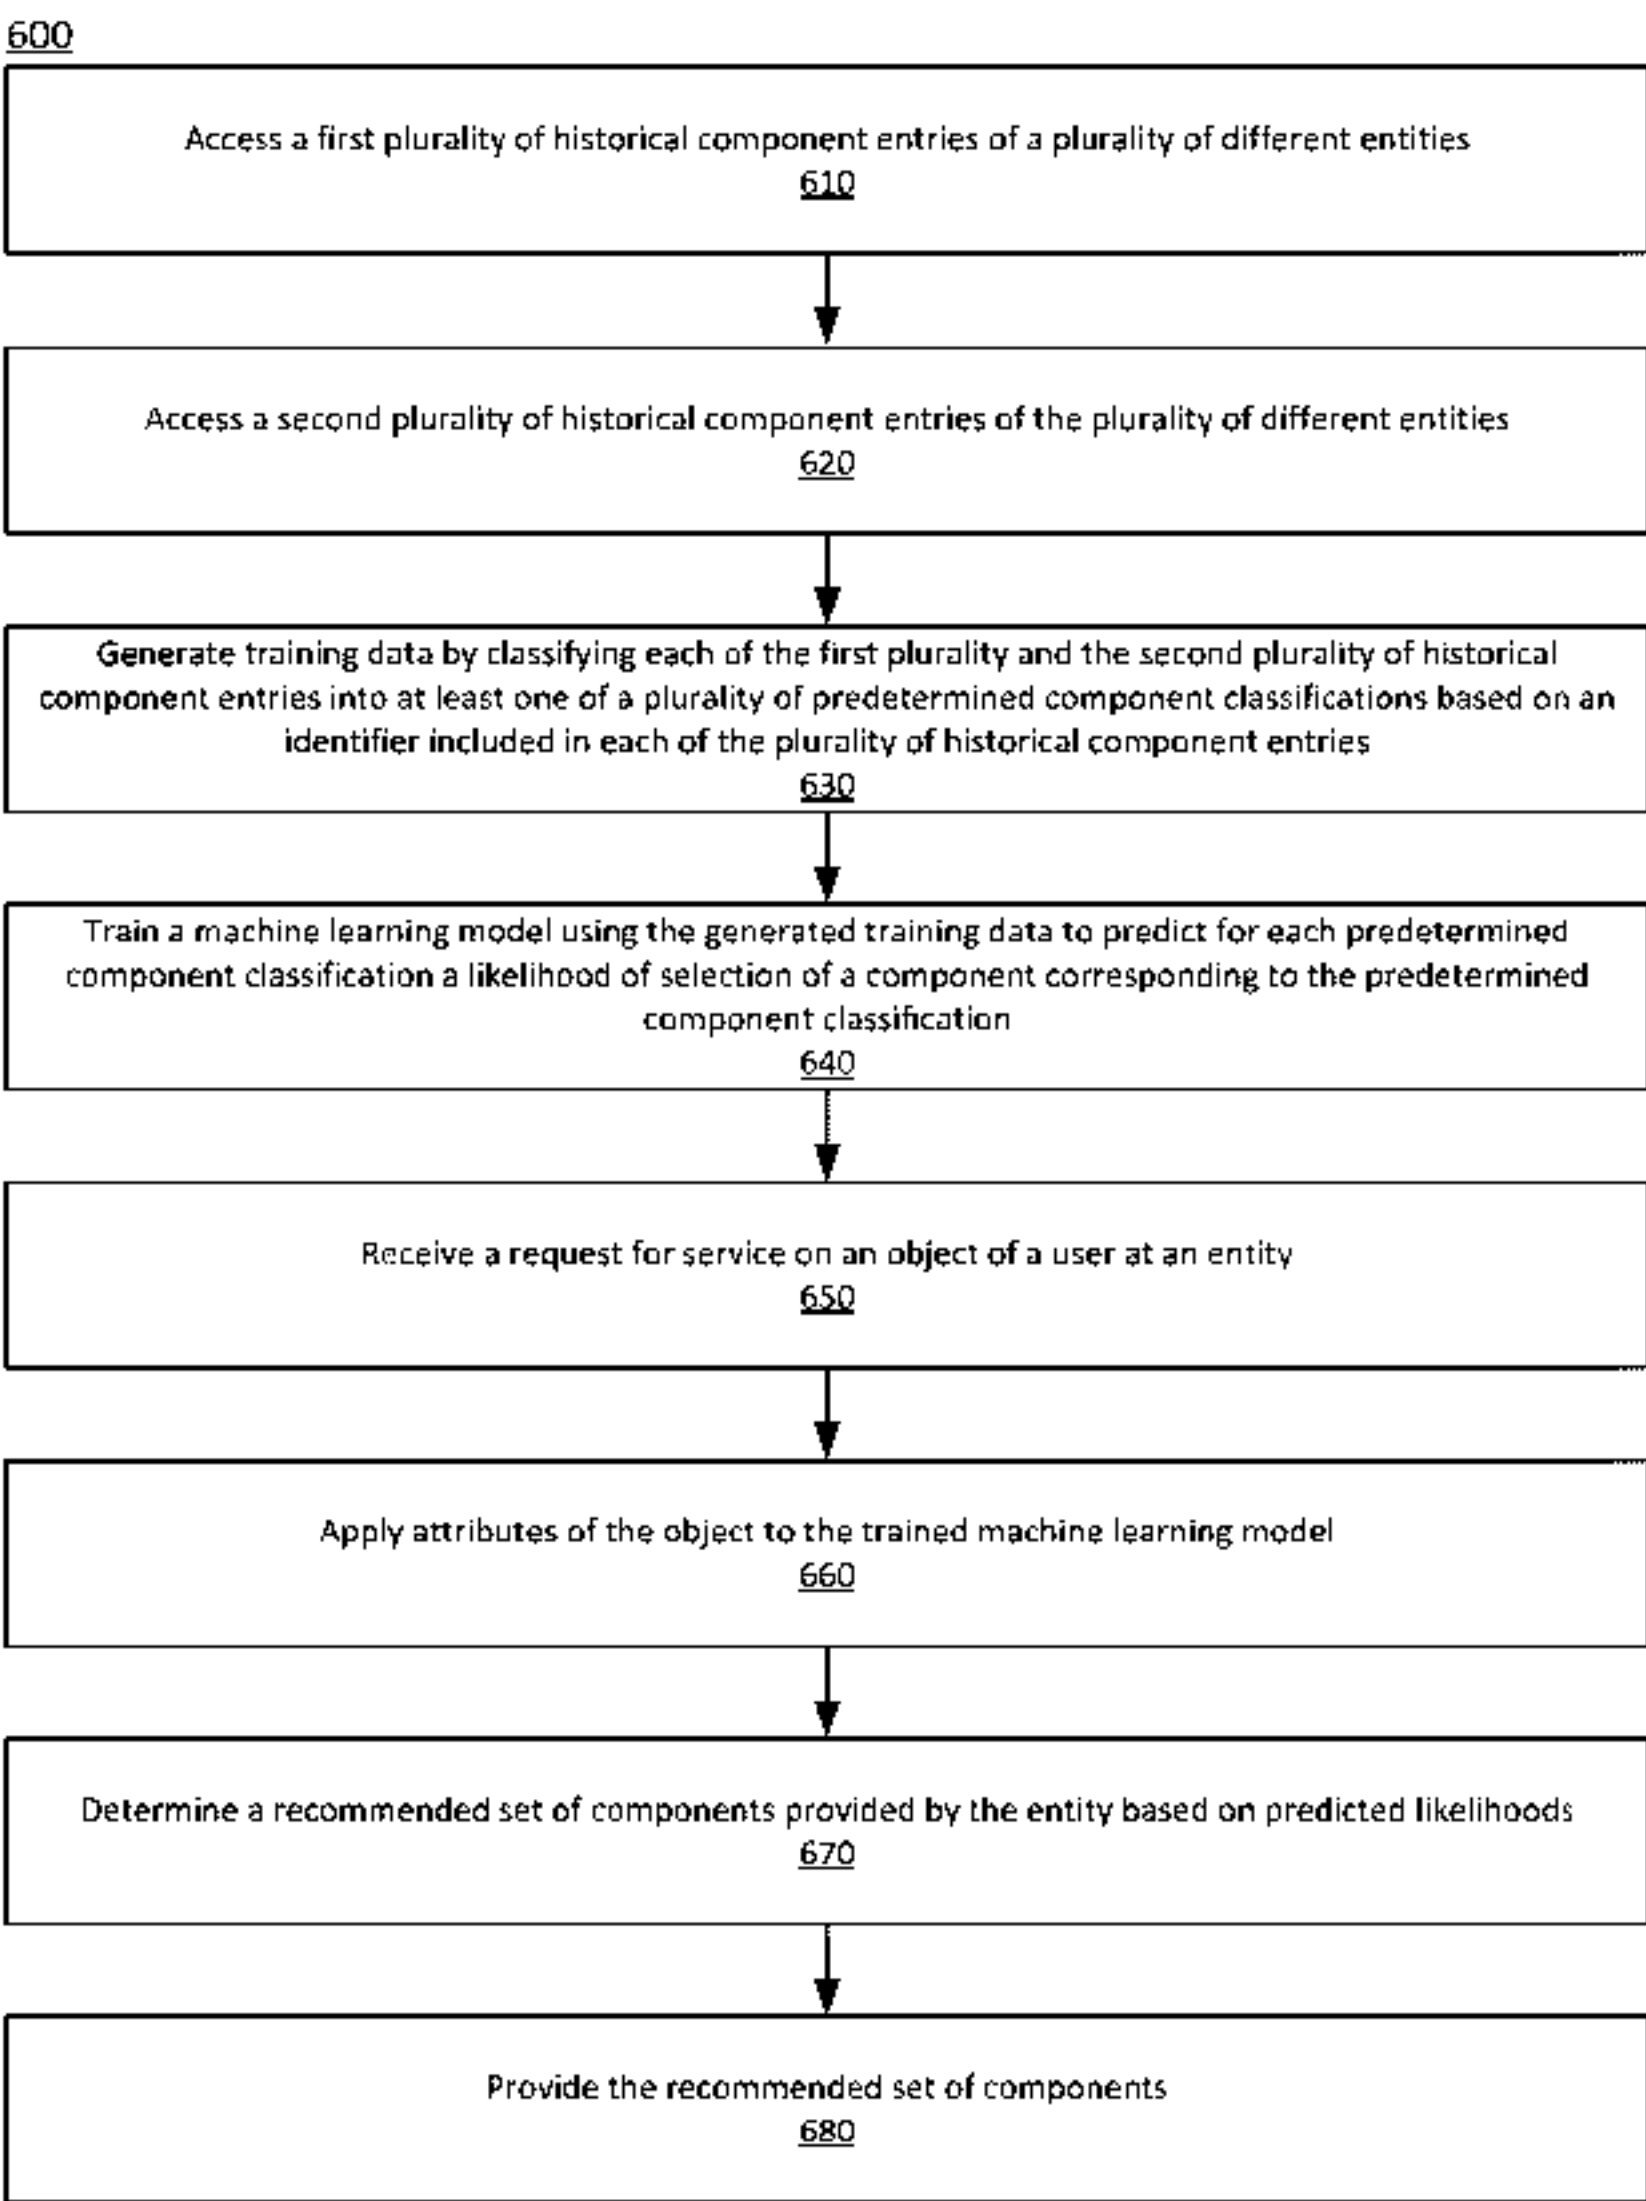 600
Access a first plurality of historical component entries of a plurality of different entities
610
Access a second plurality of historical component entries of the plurality of different entities
620
Generate training data by classifying each of the first plurality and the second plurality of historical
component entries into at least one of a plurality of predetermined component classifications based on an
identifier included in each of the plurality of historical component entries
630
Train a machine learning model using the generated training data to predict for each predetermined
component classification a likelihood of selection of a component corresponding to the predetermined
component classification
640
Receive a request for service on an object of a user at an entity
650
Apply attributes of the object to the trained machine learning model
660
Determine a recommended set of components provided by the entity based on predicted likelihoods
670
Provide the recommended set of components
680